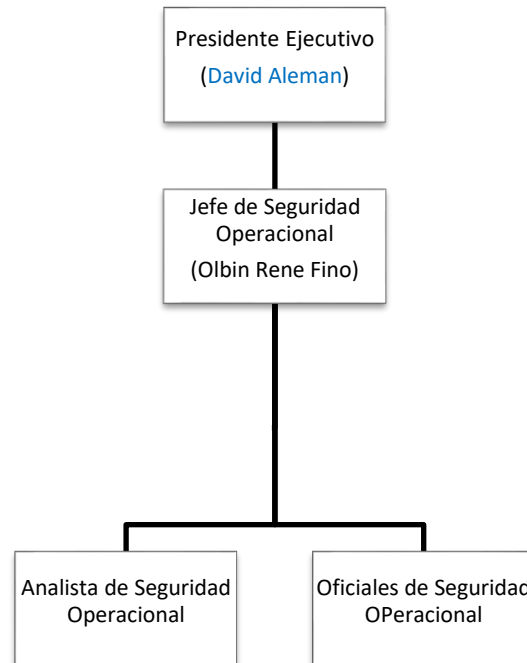 Presidente Ejecutivo
(David Aleman)
Jefe de Seguridad
Operacional
(Olbin Rene Fino)
Analista de Seguridad
Operacional
Oficiales de Seguridad
OPeracional